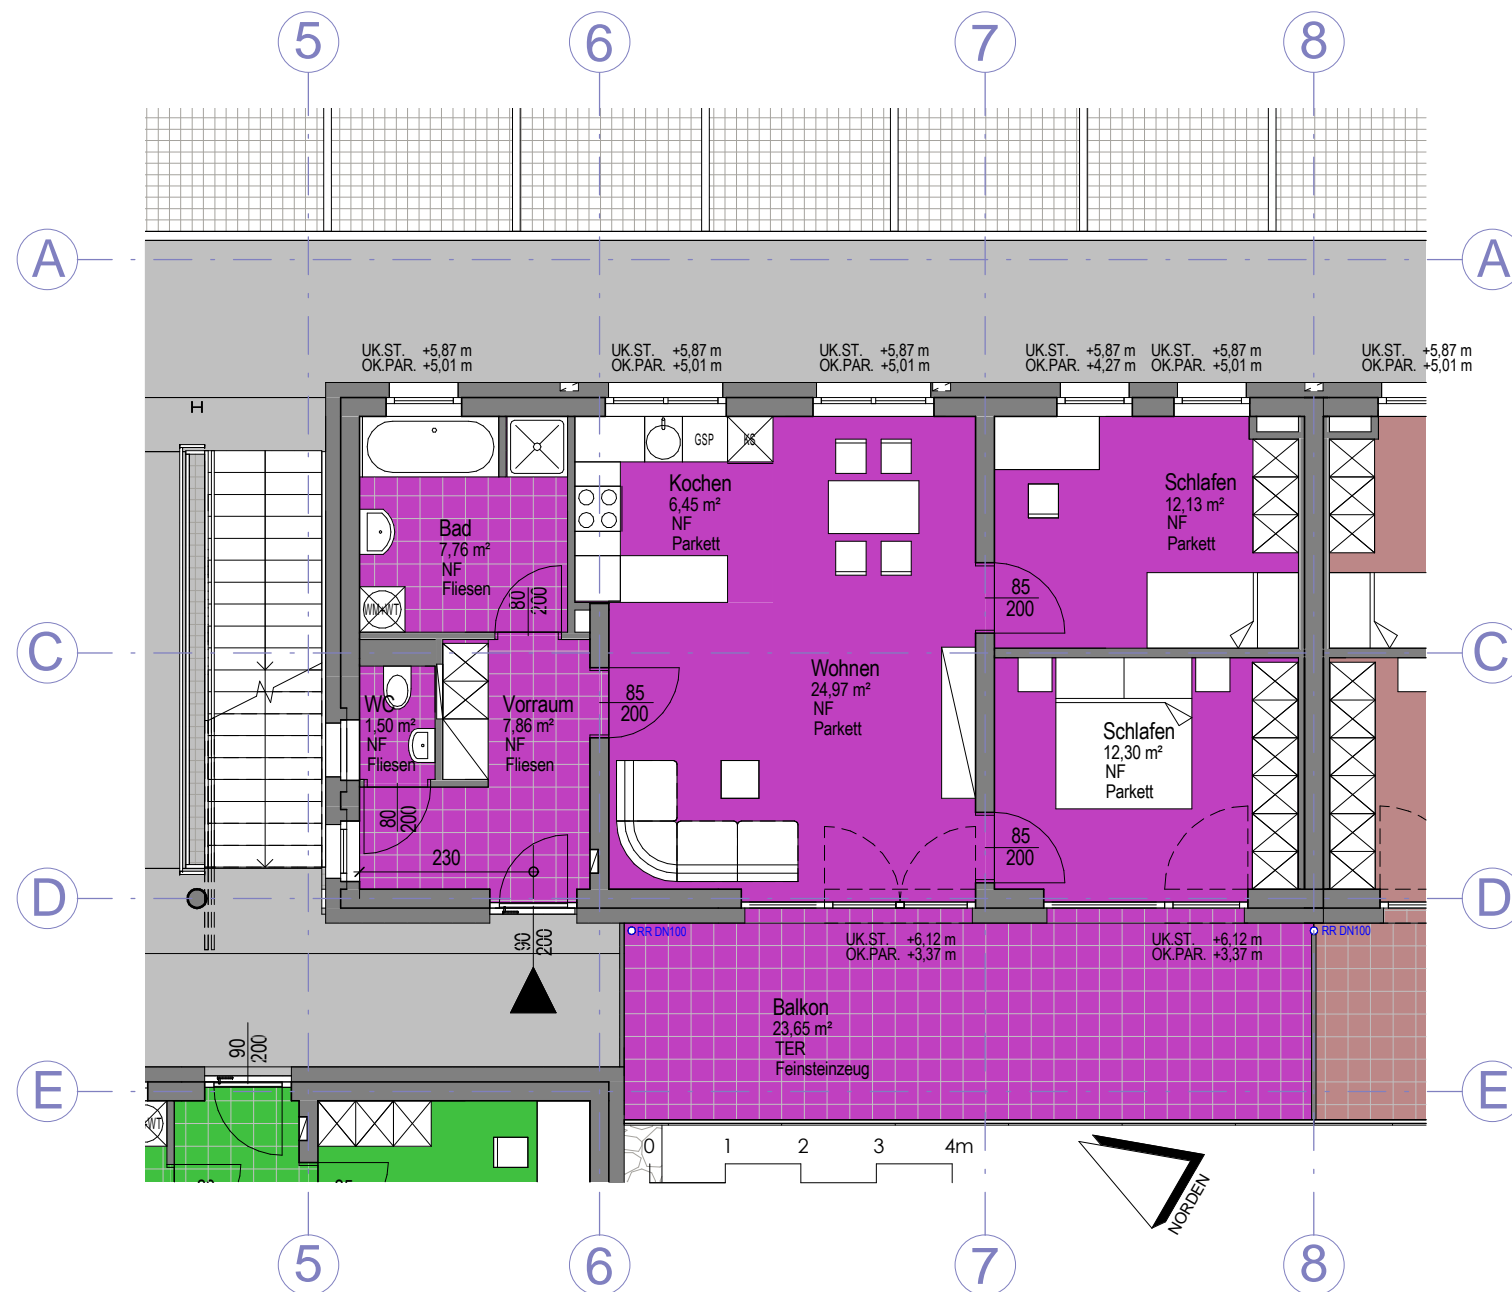 5
6
7
8
A
A
UK.ST. +5,87 m
OK.PAR. +5,01 m
UK.ST. +5,87 m
OK.PAR. +5,01 m
UK.ST. +5,87 m
OK.PAR. +5,01 m
UK.ST. +5,87 m
OK.PAR. +4,27 m
UK.ST. +5,87 m
OK.PAR. +5,01 m
UK.ST. +5,87 m
OK.PAR. +5,01 m
H
GSP
KS
Kochen
6,45 m²
NF
Parkett
Schlafen
12,13 m²
NF
Parkett
Bad
7,76 m²
NF
Fliesen
WM+WT
80
200
85
200
C
C
Wohnen
24,97 m²
NF
Parkett
WC
1,50 m²
NF
Fliesen
Vorraum
7,86 m²
NF
Fliesen
85
200
Schlafen
12,30 m²
NF
Parkett
80
200
230
85
200
D
D
RR DN100
RR DN100
90
200
UK.ST. +6,12 m
OK.PAR. +3,37 m
UK.ST. +6,12 m
OK.PAR. +3,37 m
Balkon
23,65 m²
TER
Feinsteinzeug
90
200
E
E
0 1 2 3 4m
NORDEN
5
6
7
8